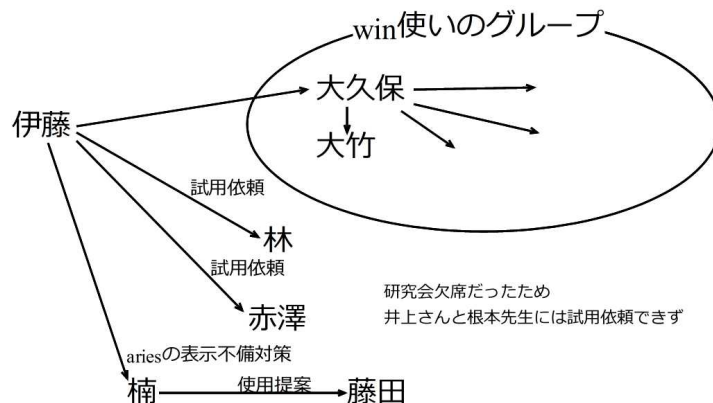 win使いのグループ
大久保
伊藤
大竹
試用依頼
林
試用依頼
研究会欠席だったため
赤澤
井上さんと根本先生には試用依頼できず
ariesの表示不備対策
楠
使用提案
藤田